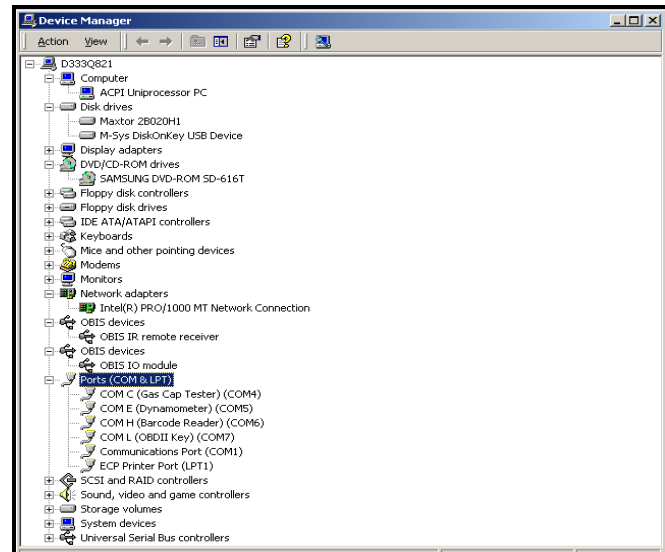 Device Manager
Action View
D333Q821
Computer
ACPI Uniprocessor PC
Disk drives
Maxtor 2B020H1
M-Sys DiskOnKey USB Device
Display adapters
DVD/CD-ROM drives
SAMSUNG DVD-ROM SD-616T
Floppy disk controllers
Floppy disk drives
IDE ATA/ATAPI controllers
Keyboards
Mice and other pointing devices
Modems
Monitors
Network adapters
Intel(R) PRO/1000 MT Network Connection
OBIS devices
OBIS IR remote receiver
OBIS devices
OBIS IO module
Ports (COM & LPT)
COM C (Gas Cap Tester) (COM4)
COM E (Dynamometer) (COM5)
COM H (Barcode Reader) (COM6)
COM L (OBDII Key) (COM7)
Communications Port (COM1)
ECP Printer Port (LPT1)
SCSI and RAID controllers
Sound, video and game controllers
Storage volumes
System devices
Universal Serial Bus controllers